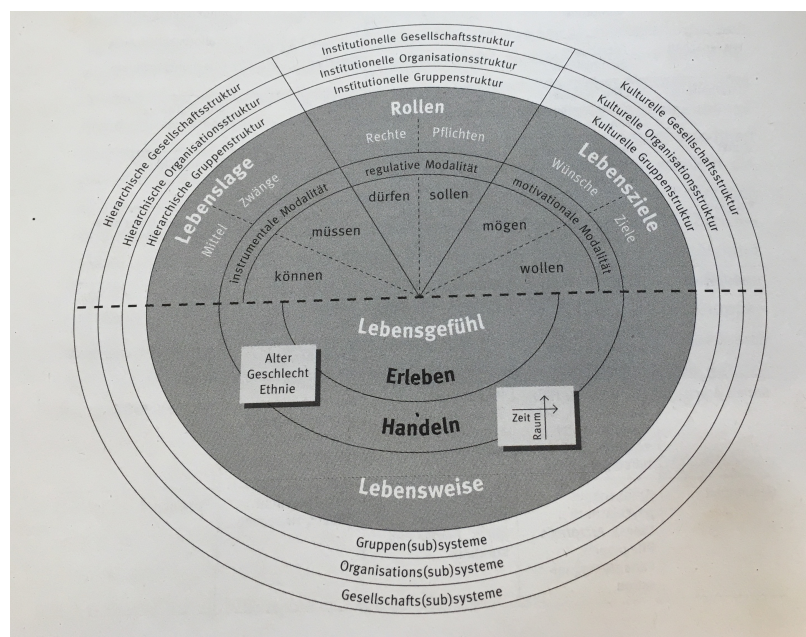 Institutionelle Gesellschaftsstruktur
Institutionelle Organisationsstruktur
Institutionelle Gruppenstruktur
Hierarchische Gesellschaftsstruktur
Hierarchische Organisationsstruktur
Hierarchische Gruppenstruktur
Kulturelle Gesellschaftsstruktur
Kulturelle Organisationsstruktur
Kulturelle Gruppenstruktur
Lebenslage
Mittel
Zwänge
Rollen
Rechte
Pflichten
Lebensziele
Wünsche
Ziele
instrumentale Modalität
regulative Modalität
motivationale Modalität
können
müssen
dürfen
sollen
mögen
wollen
Lebensgefühl
Erleben
Handeln
Lebensweise
Alter
Geschlecht
Ethnie
Zeit
Raum
Gruppen(sub)systeme
Organisations(sub)systeme
Gesellschafts(sub)systeme